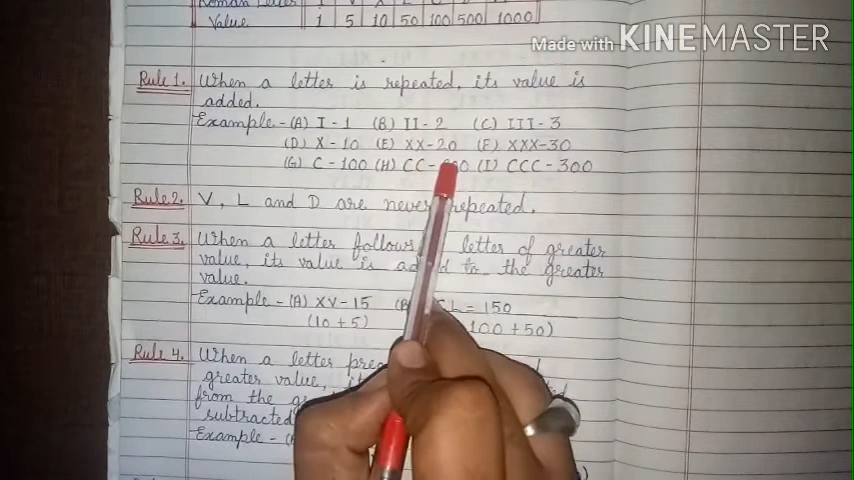 Made with KINEMASTER
Roman Letter
Value 1 5 10 50 100 500 1000
Rule 1. When a letter is repeated, its value is
added.
Example - (A) I - 1 (B) II - 2 (C) III - 3
(D) X - 10 (E) XX - 20 (F) XXX - 30
(G) C - 100 (H) CC - (I) CCC - 300
Rule 2. V, L and D are never repeated.
Rule 3. When a letter follows letter of greater
value, its value is to the greater
value.
Example - (A) XV - 15 L = 150
(10 + 5) 100 + 50)
Rule 4. When a letter
greater value,
from the
subtracted
Example -